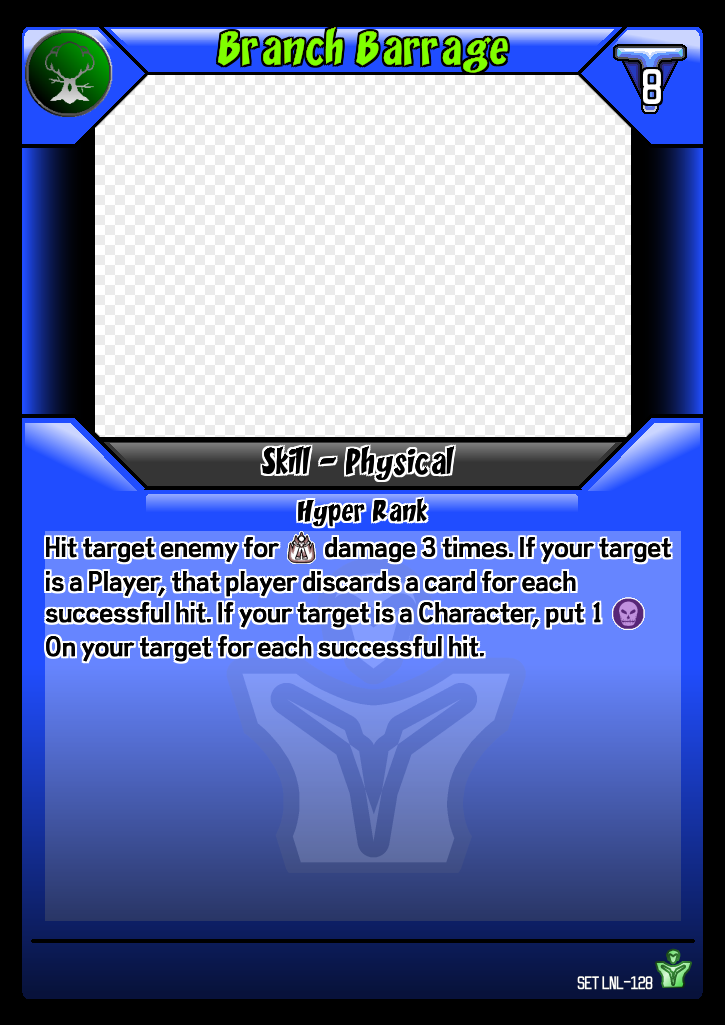 Branch Barrage
8
Skill - Physical
Hyper Rank
Hit target enemy for damage 3 times. If your target
is a Player, that player discards a card for each
successful hit. If your target is a Character, put 1
On your target for each successful hit.
SET LNL-128